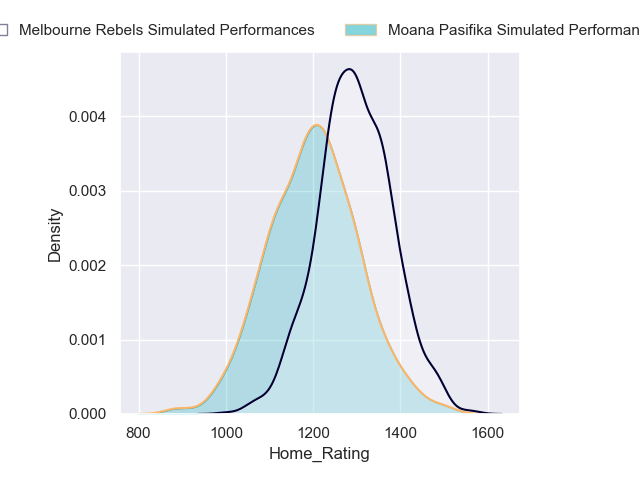 Melbourne Rebels Simulated Performances
Moana Pasifika Simulated Performan
Density
0.004
0.003
0.002
0.001
0.000
800 1000 1200 1400 1600
Home_Rating